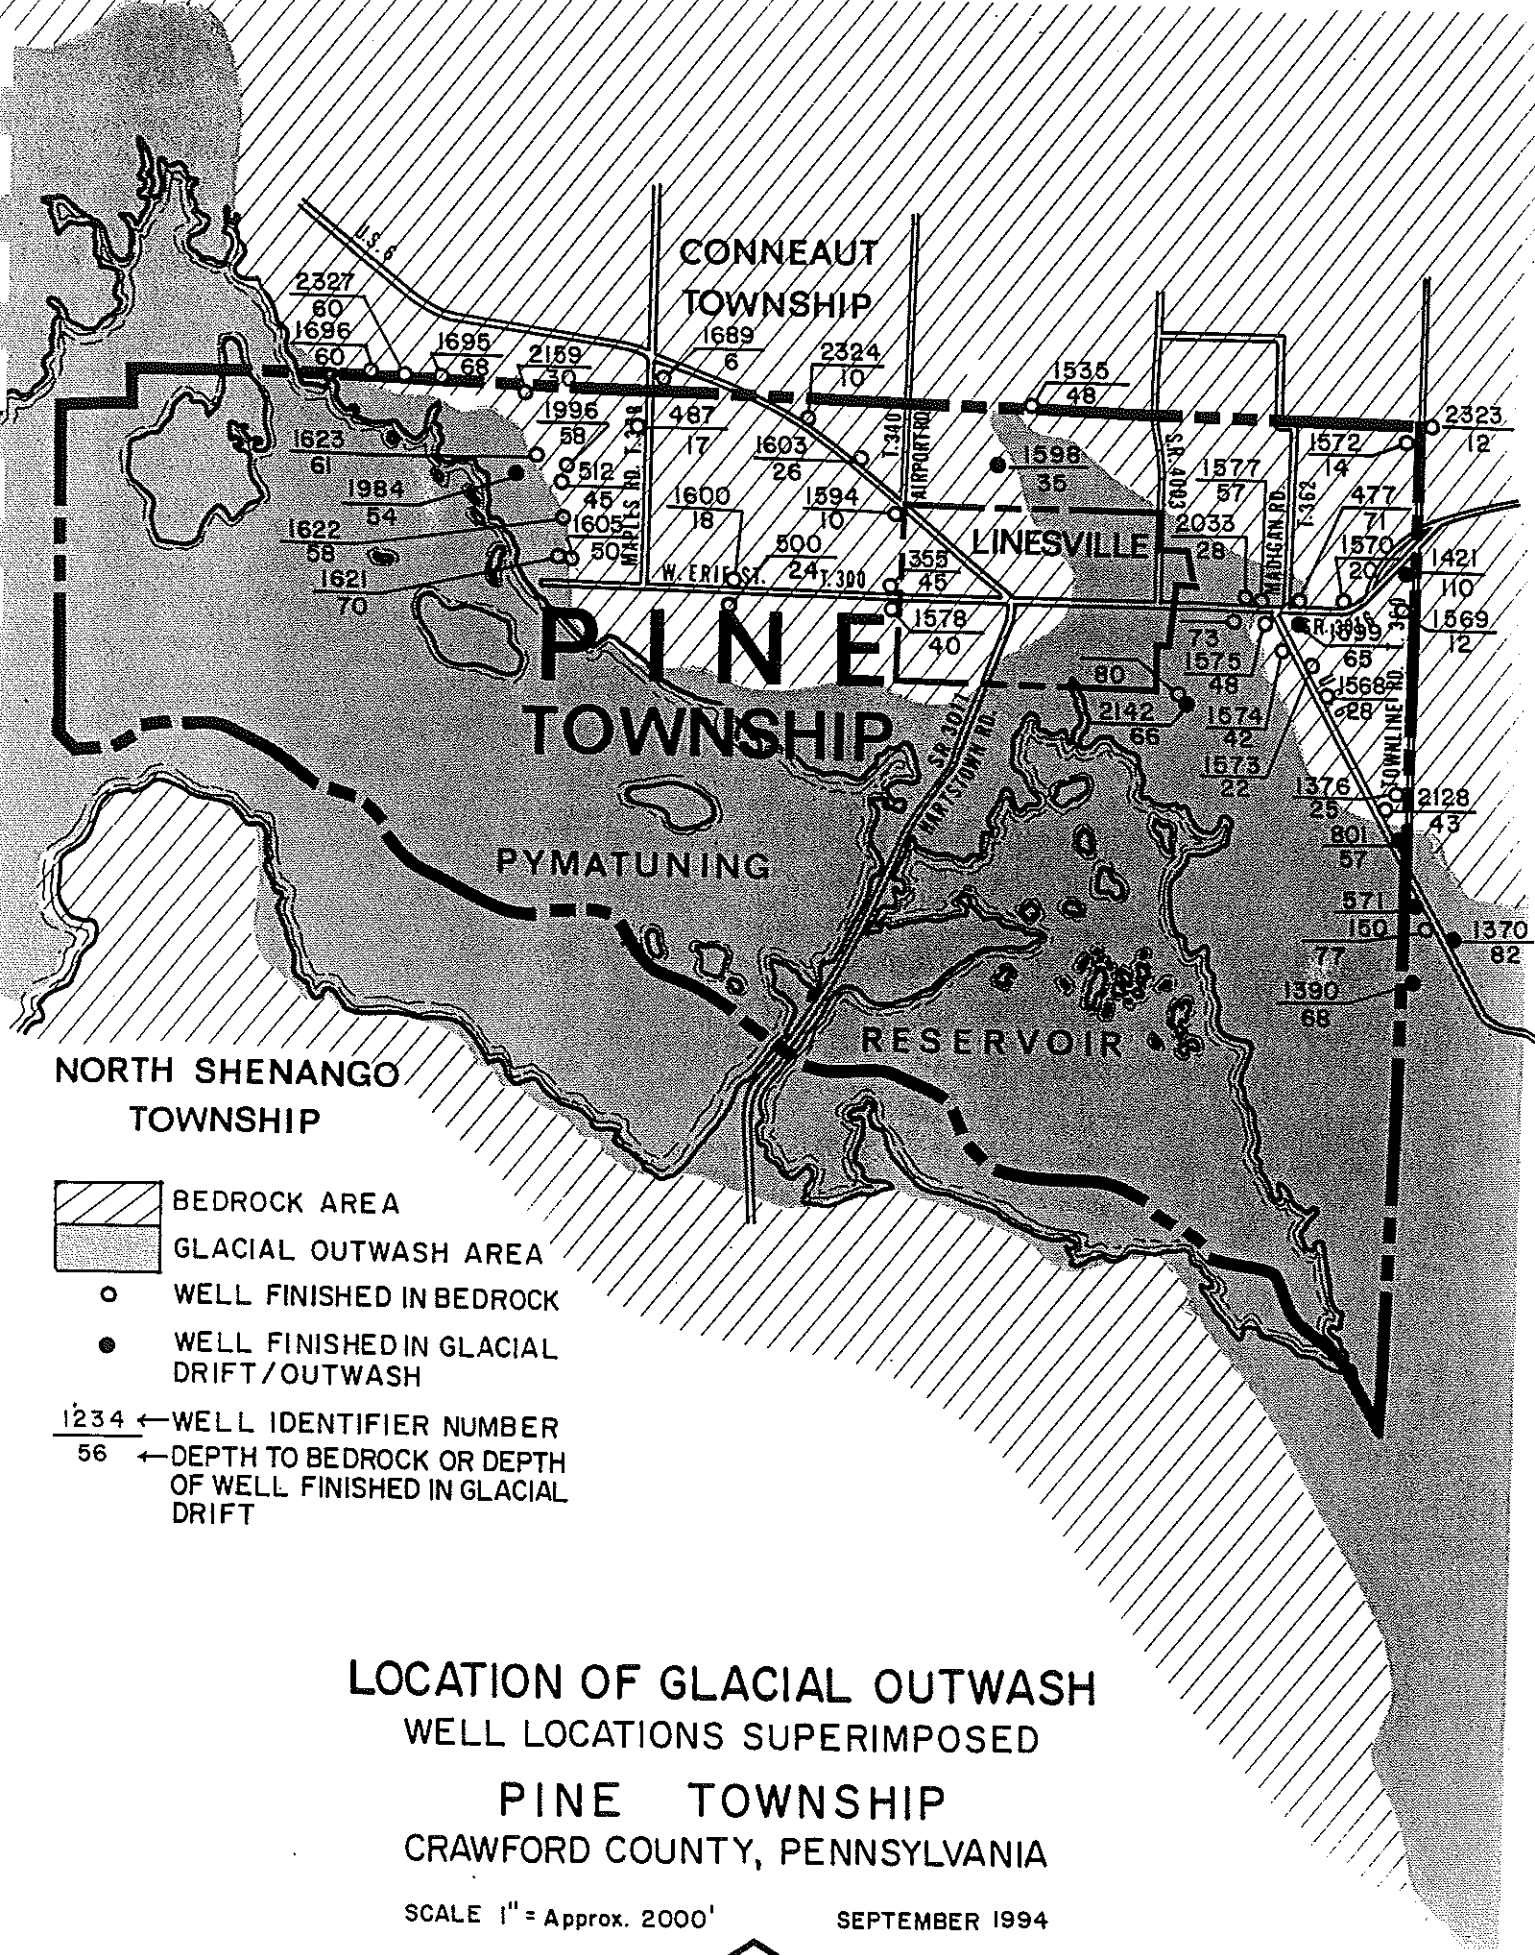 U.S. 6
CONNEAUT
TOWNSHIP
2327
60
1696
60
1695
68
2159
30
1689
6
2324
10
1535
48
1996
58
T.338
487
17
1603
26
T.340
AIRPORT RD.
1598
35
S.R. 4003
1577
57
1572
14
2323
12
1623
61
1984
54
512
45
MAPLES RD.
1600
18
1594
10
LINESVILLE
2033
28
MADIGAN RD.
T.362
477
71
1570
20
1421
110
1622
58
1605
50
1621
70
W. ERIE ST.
500
24
T.300
355
45
1578
40
73
1575
48
1099
65
1569
12
PINE
TOWNSHIP
80
2142
66
1574
42
1573
22
1568
28
TOWNLINE RD.
SR 3011
HARTSTOWN RD.
1376
25
2128
43
801
57
571
150
77
1370
82
1390
68
PYMATUNING
RESERVOIR
NORTH SHENANGO
TOWNSHIP
BEDROCK AREA
GLACIAL OUTWASH AREA
WELL FINISHED IN BEDROCK
WELL FINISHED IN GLACIAL
DRIFT/OUTWASH
1234 ←WELL IDENTIFIER NUMBER
56 ←DEPTH TO BEDROCK OR DEPTH
OF WELL FINISHED IN GLACIAL
DRIFT
LOCATION OF GLACIAL OUTWASH
WELL LOCATIONS SUPERIMPOSED
PINE TOWNSHIP
CRAWFORD COUNTY, PENNSYLVANIA
SCALE 1" = Approx. 2000' SEPTEMBER 1994